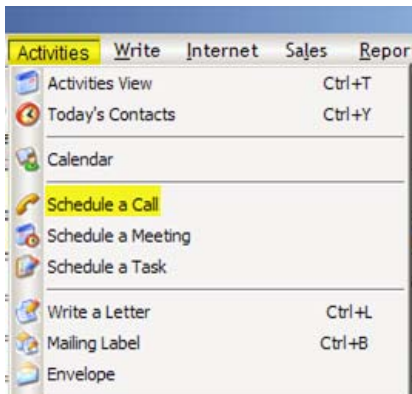 Activities Write Internet Sales Repor
Activities View Ctrl+T
Today's Contacts Ctrl+Y
Calendar
Schedule a Call
Schedule a Meeting
Schedule a Task
Write a Letter Ctrl+L
Mailing Label Ctrl+B
Envelope